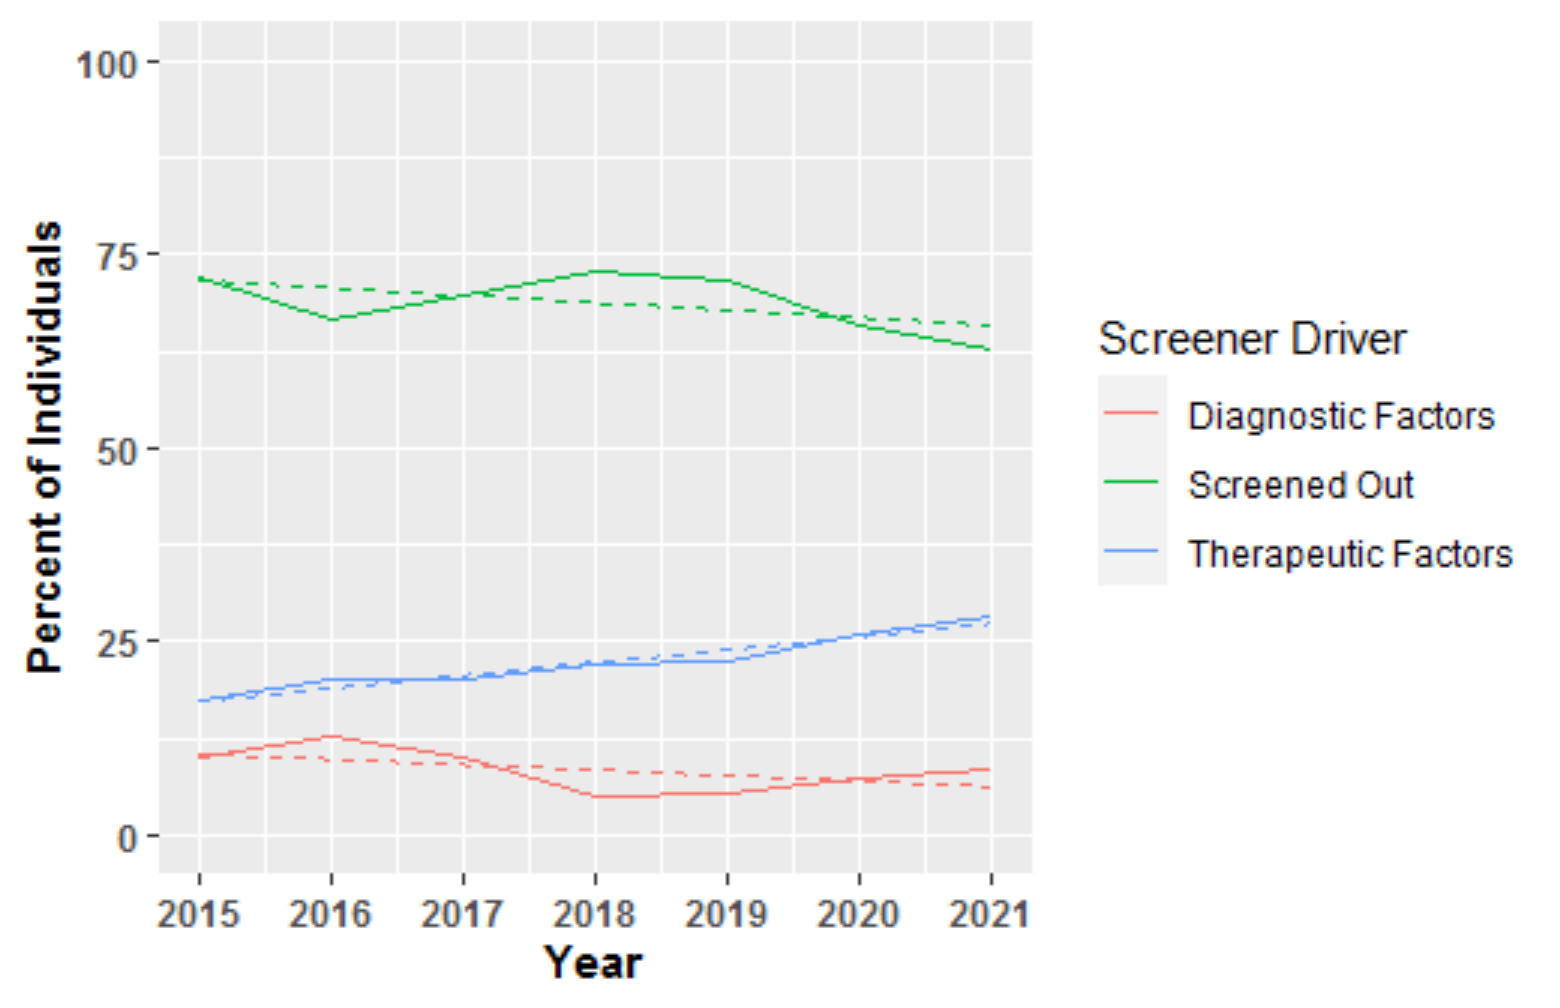 Percent of Individuals
100
75
50
25
0
2015 2016 2017 2018 2019 2020 2021
Year
Screener Driver
Diagnostic Factors
Screened Out
Therapeutic Factors